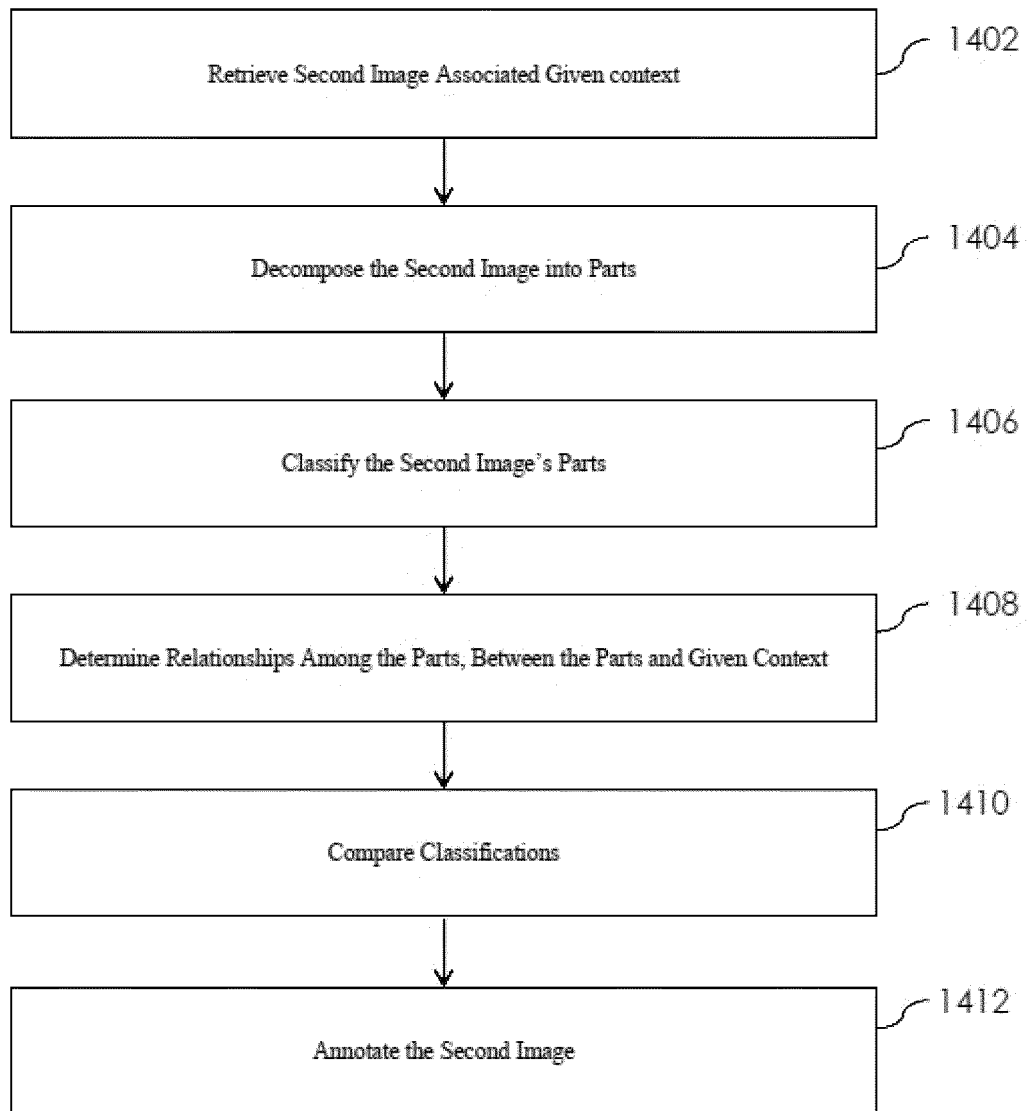 Retrieve Second Image Associated Given context
1402
Decompose the Second Image into Parts
1404
Classify the Second Image’s Parts
1406
Determine Relationships Among the Parts, Between the Parts and Given Context
1408
Compare Classifications
1410
Annotate the Second Image
1412